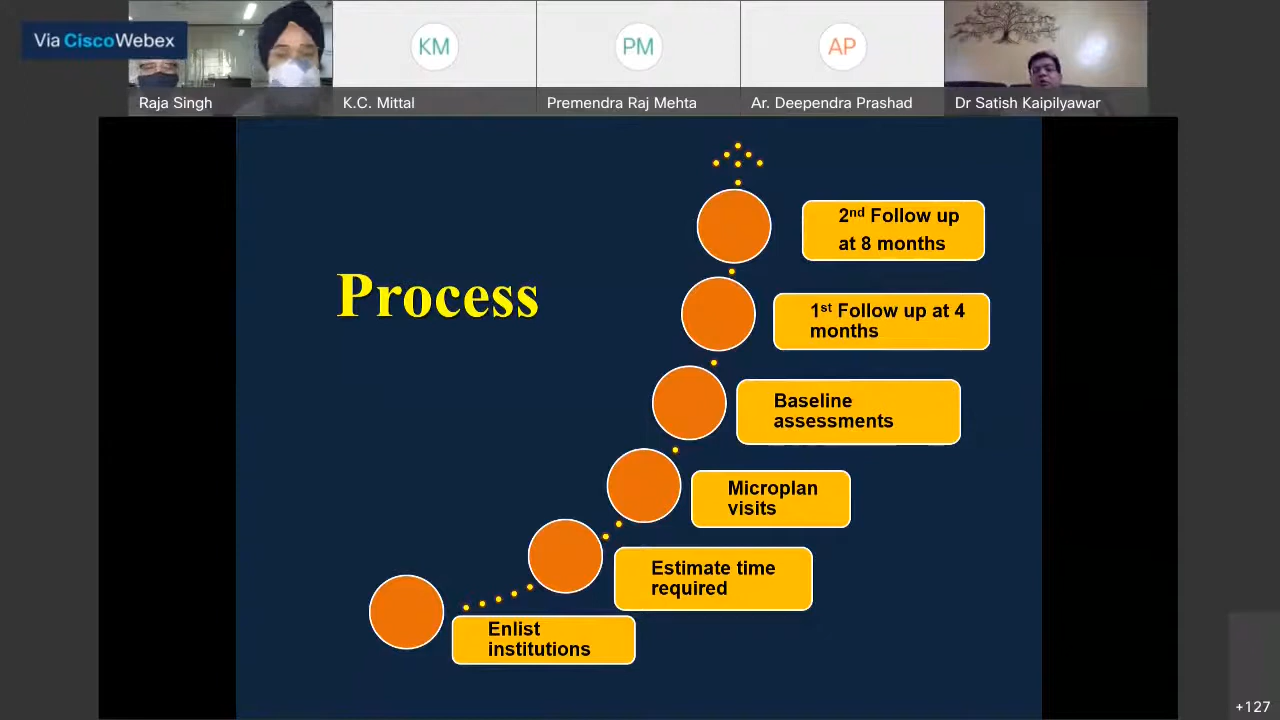 Via CiscoWebex
KM
PM
AP
Raja Singh
K.C. Mittal
Premendra Raj Mehta
Ar. Deependra Prashad
Dr Satish Kaipilyawar
Process
2nd Follow up
at 8 months
1st Follow up at 4
months
Baseline
assessments
Microplan
visits
Estimate time
required
Enlist
institutions
+127